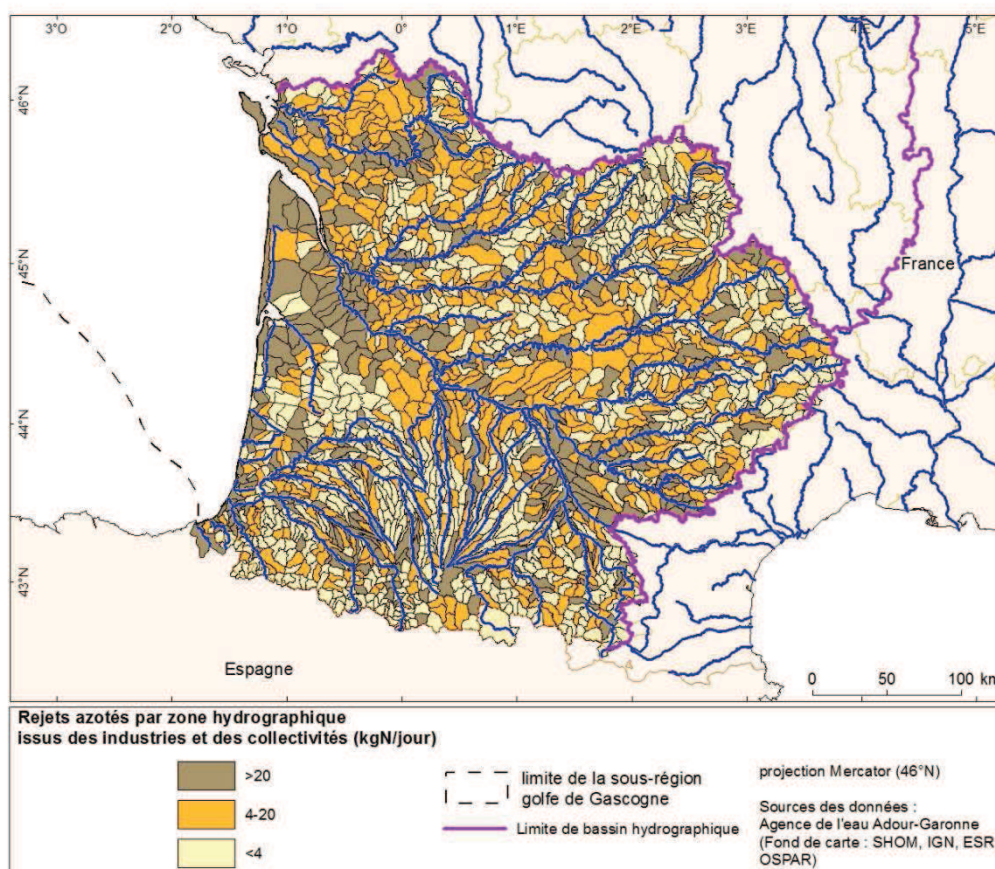 3°O 2°O 1°O 0° 1°E 2°E 3°E 4°E 5°E
46°N
45°N
France
44°N
43°N
Espagne
0 50 100 km
Rejets azotés par zone hydrographique
issus des industries et des collectivités (kgN/jour)
>20
4-20
<4
limite de la sous-région
golfe de Gascogne
Limite de bassin hydrographique
projection Mercator (46°N)
Sources des données :
Agence de l'eau Adour-Garonne
(Fond de carte : SHOM, IGN, ESR
OSPAR)